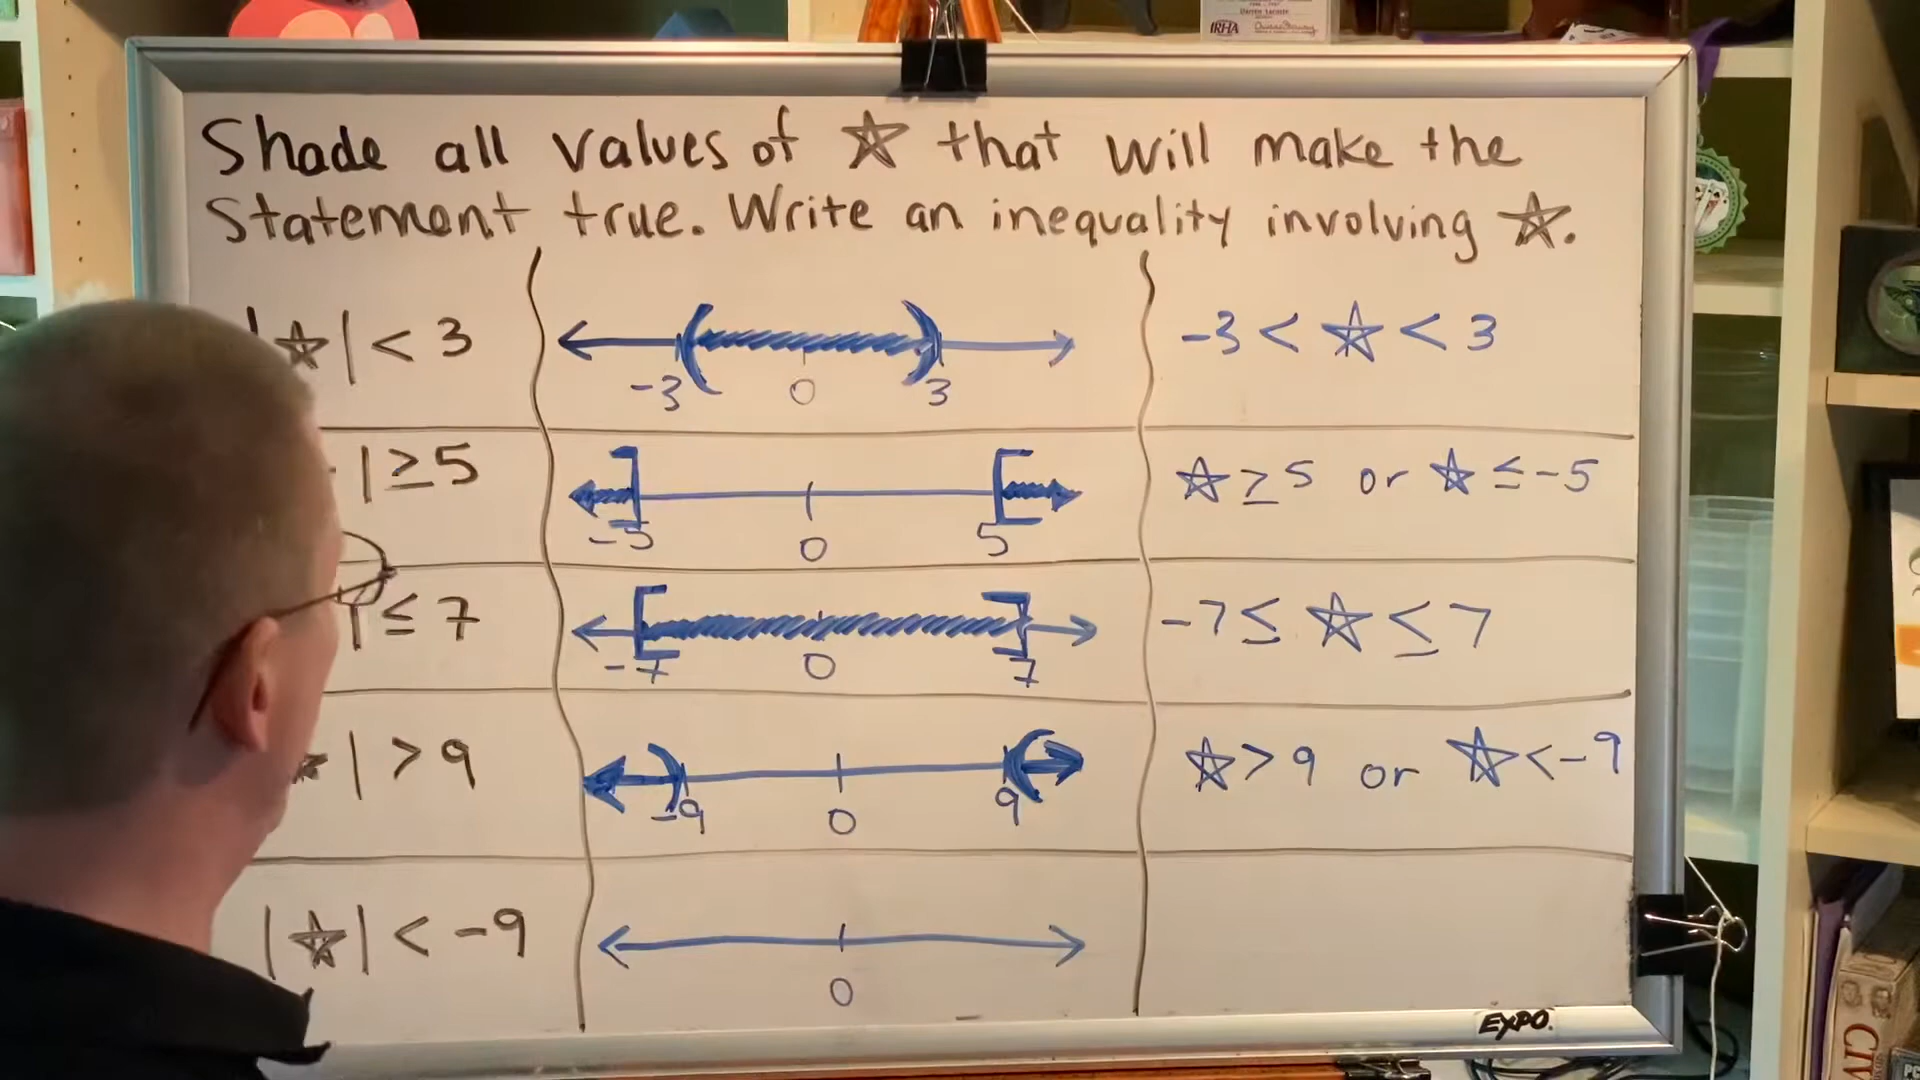 IRHA
Shade all values of ☆ that will make the
statement true. Write an inequality involving ☆.
|☆| < 3
-3 0 3
-3 < ☆ < 3
| ≥ 5
-5 0 5
☆ ≥ 5 or ☆ ≤ -5
| ≤ 7
-7 0 7
-7 ≤ ☆ ≤ 7
☆| > 9
-9 0 9
☆ > 9 or ☆ < -9
|☆| < -9
0
EXPO.